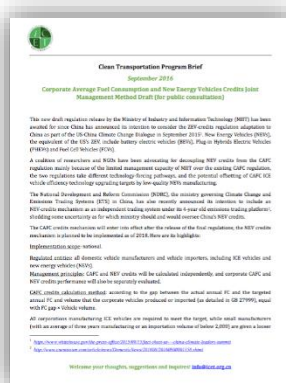 Clean Transportation Program Brief
September 2016
Corporate Average Fuel Consumption and New Energy Vehicles Credits Joint
Management Method Draft (for public consultation)
This new draft regulation release by the Ministry of Industry and Information Technology (MIIT) has been
awaited for since China has announced its intention to consider the ZEV-credits regulation adaptation to
China as part of the US-China Climate Change Dialogue in September 2015¹. New Energy Vehicles (NEVs),
the equivalent of the US's ZEV, include battery electric vehicles (BEVs), Plug-in Hybrids Electric Vehicles
(PHEVs) and Fuel Cell Vehicles (FCVs).
A coalition of researchers and NGOs have been advocating for decoupling NEV credits from the CAFC
regulation mainly because of the limited management capacity of MIIT over the existing CAFC regulation,
the two regulations take different technology-forcing pathways, and the potential offsetting of CAFC ICE
vehicle efficiency technology upgrading targets by low-quality NEVs manufacturing.
The National Development and Reform Commission (NDRC), the ministry governing Climate Change and
Emissions Trading Systems (ETS) in China, has also recently announced its intention to include an
NEV-credits mechanism as an independent trading system under its 4-year old emissions trading platform²,
shedding some uncertainty as for which ministry should and would oversee China's NEV credits.
The CAFC credits mechanism will enter into effect after the release of the final regulations; the NEV credits
mechanism is planned to be implemented as of 2018. Here are its highlights:
Implementation scope: national.
Regulated entities: all domestic vehicle manufacturers and vehicle importers, including ICE vehicles and
new energy vehicles (NEVs).
Management principles: CAFC and NEV credits will be calculated independently, and corporate CAFC and
NEV credits performance will also be separately evaluated.
CAFC credits calculation method: according to the gap between the actual annual FC and the targeted
annual FC and volume that the corporate vehicles produced or imported (as detailed in GB 27999), equal
with FC gap × Vehicle volume.
All corporations manufacturing ICE vehicles are required to meet the target, while small manufacturers
(with an average of three years manufacturing or an importation volume of below 2,000) are given a looser
Welcome your thoughts, suggestions and inquires! info@icet.org.cn